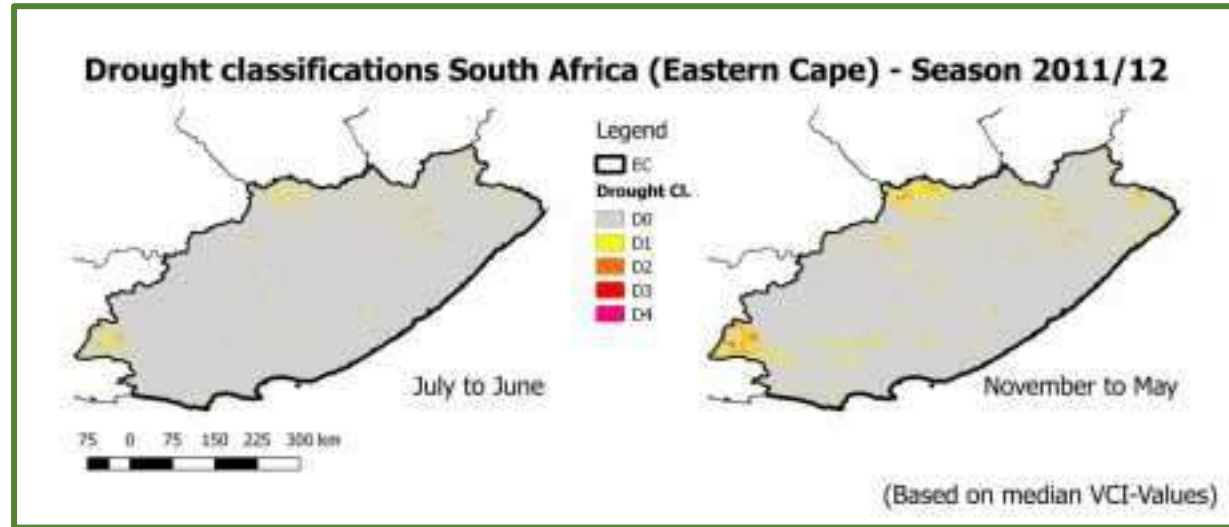 Drought classifications South Africa (Eastern Cape) - Season 2011/12
Legend
EC
Drought Cl.
D0
D1
D2
D3
D4
July to June
November to May
75 0 75 150 225 300 km
(Based on median VCI-Values)